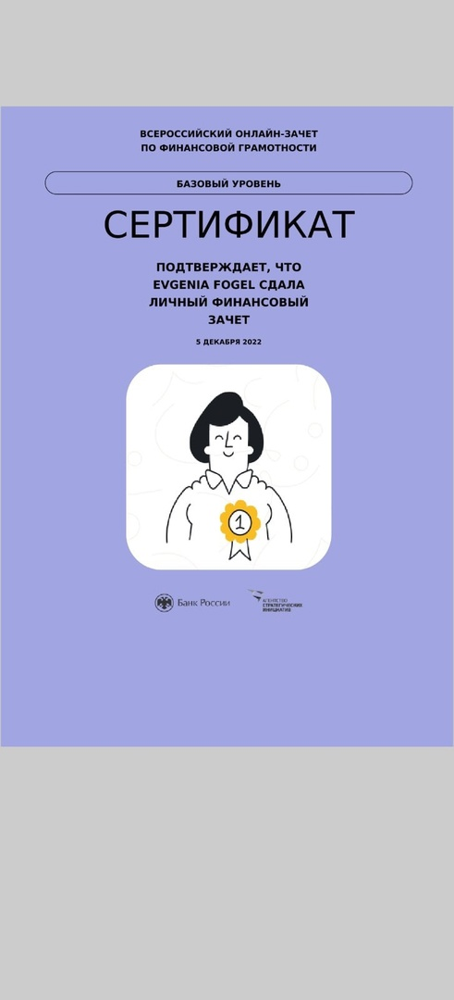 ВСЕРОССИЙСКИЙ ОНЛАЙН-ЗАЧЕТ
ПО ФИНАНСОВОЙ ГРАМОТНОСТИ
БАЗОВЫЙ УРОВЕНЬ
СЕРТИФИКАТ
ПОДТВЕРЖДАЕТ, ЧТО
EVGENIA FOGEL СДАЛА
ЛИЧНЫЙ ФИНАНСОВЫЙ
ЗАЧЕТ
5 ДЕКАБРЯ 2022
1
Банк России
АГЕНТСТВО
СТРАТЕГИЧЕСКИХ
ИНИЦИАТИВ